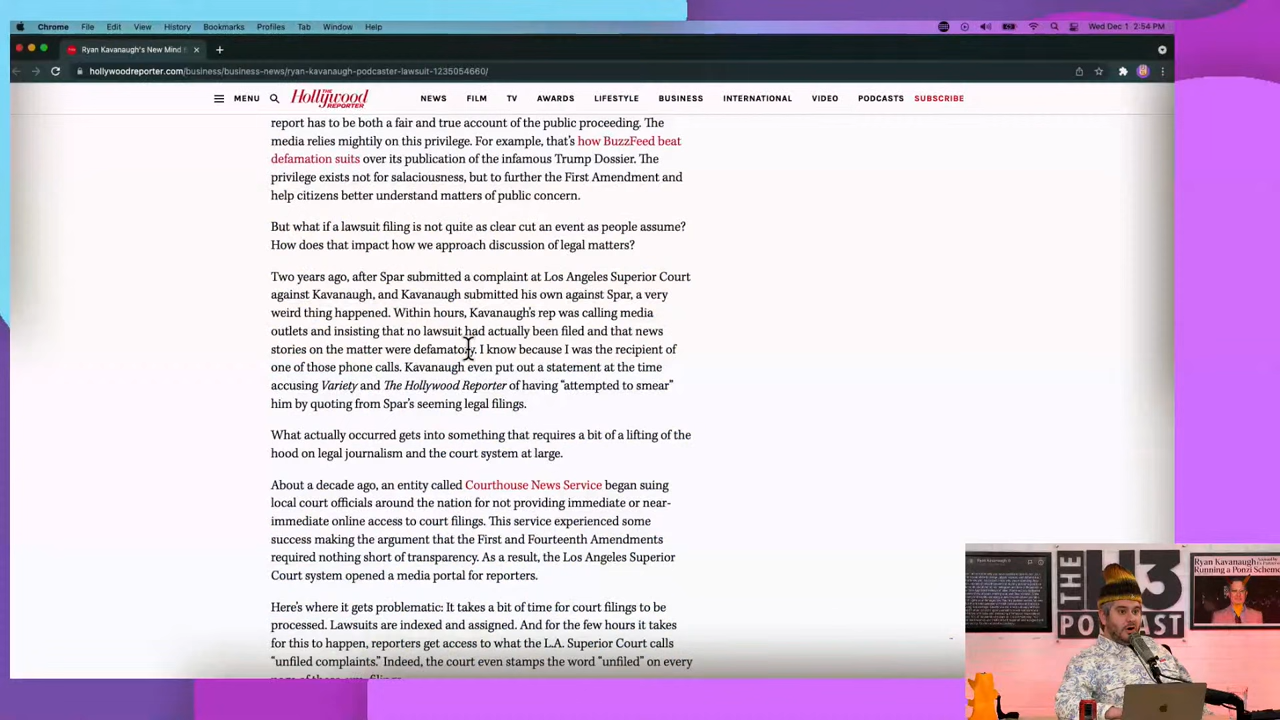 Chrome File Edit View History Bookmarks Profiles Tab Window Help Wed Dec 1 2:54 PM
Ryan Kavanaugh's New Mind
hollywoodreporter.com/business/business-news/ryan-kavanaugh-podcaster-lawsuit-1235054660/
MENU THE Hollywood REPORTER NEWS FILM TV AWARDS LIFESTYLE BUSINESS INTERNATIONAL VIDEO PODCASTS SUBSCRIBE
report has to be both a fair and true account of the public proceeding. The
media relies mightily on this privilege. For example, that's how BuzzFeed beat
defamation suits over its publication of the infamous Trump Dossier. The
privilege exists not for salaciousness, but to further the First Amendment and
help citizens better understand matters of public concern.
But what if a lawsuit filing is not quite as clear cut an event as people assume?
How does that impact how we approach discussion of legal matters?
Two years ago, after Spar submitted a complaint at Los Angeles Superior Court
against Kavanaugh, and Kavanaugh submitted his own against Spar, a very
weird thing happened. Within hours, Kavanaugh's rep was calling media
outlets and insisting that no lawsuit had actually been filed and that news
stories on the matter were defamatory. I know because I was the recipient of
one of those phone calls. Kavanaugh even put out a statement at the time
accusing Variety and The Hollywood Reporter of having “attempted to smear”
him by quoting from Spar's seeming legal filings.
What actually occurred gets into something that requires a bit of a lifting of the
hood on legal journalism and the court system at large.
About a decade ago, an entity called Courthouse News Service began suing
local court officials around the nation for not providing immediate or near-
immediate online access to court filings. This service experienced some
success making the argument that the First and Fourteenth Amendments
required nothing short of transparency. As a result, the Los Angeles Superior
Court system opened a media portal for reporters.
Here's where it gets problematic: It takes a bit of time for court filings to be
processed. Lawsuits are indexed and assigned. And for the few hours it takes
for this to happen, reporters get access to what the L.A. Superior Court calls
“unfiled complaints.” Indeed, the court even stamps the word “unfiled” on every
THE H3
PODCAST
Ryan Kavanaugh
Running a Ponzi Scheme